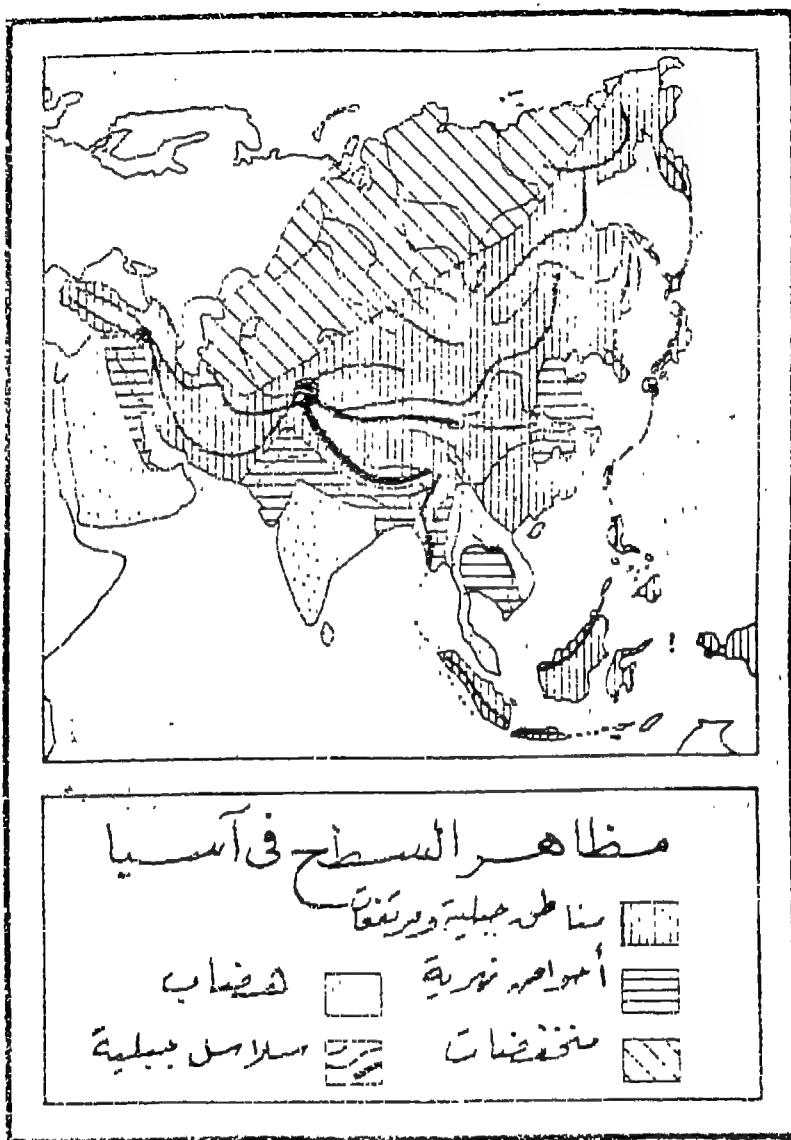 مظاهر السطح في آسيا
مناطق جبلية ومرتفعات
أحواض نهرية
هضاب
منخفضات
سلاسل جبلية